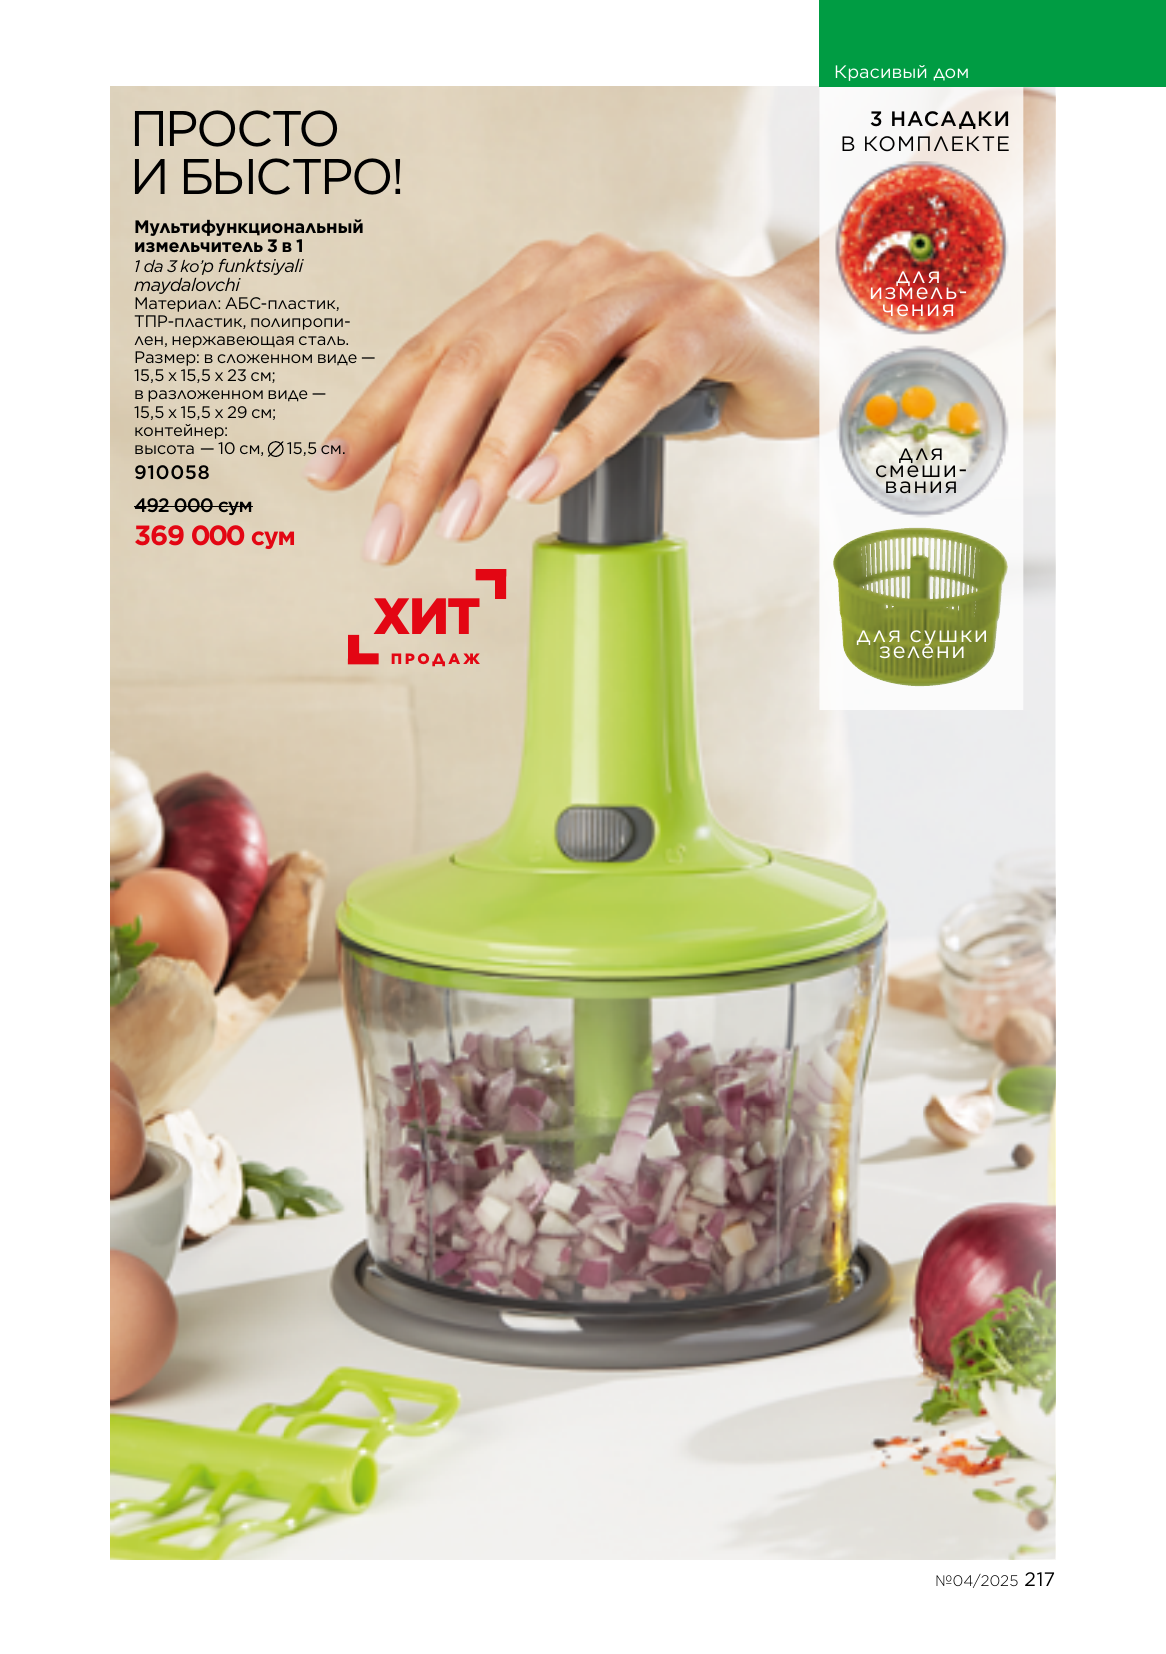 Красивый дом
ПРОСТО
И БЫСТРО!
Мультифункциональный
измельчитель 3 в 1
1 da 3 ko'p funktsiyali
maydalovchi
Материал: АБС-пластик,
ТПР-пластик, полипропи-
лен, нержавеющая сталь.
Размер: в сложенном виде —
15,5 х 15,5 х 23 см;
в разложенном виде —
15,5 х 15,5 х 29 см;
контейнер:
высота — 10 см, ∅ 15,5 см.
910058
492 000 сум
369 000 сум
ХИТ
ПРОДАЖ
3 НАСАДКИ
В КОМПЛЕКТЕ
для
измель-
чения
для
смеши-
вания
для сушки
зелени
№04/2025 217